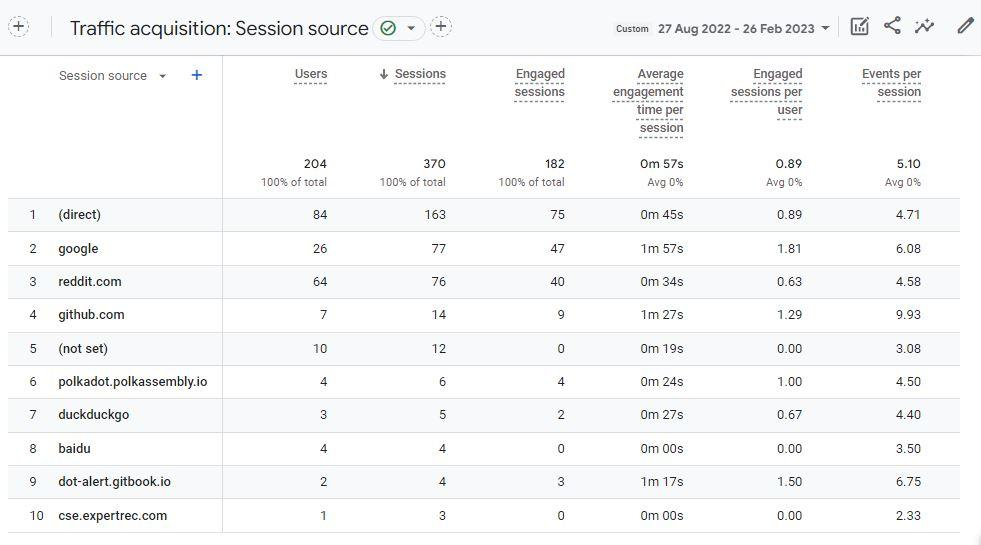 Traffic acquisition: Session source
Custom 27 Aug 2022 - 26 Feb 2023
Session source + Users ↓ Sessions Engaged sessions Average engagement time per session Engaged sessions per user Events per session
204 370 182 0m 57s 0.89 5.10
100% of total 100% of total 100% of total Avg 0% Avg 0% Avg 0%
1 (direct) 84 163 75 0m 45s 0.89 4.71
2 google 26 77 47 1m 57s 1.81 6.08
3 reddit.com 64 76 40 0m 34s 0.63 4.58
4 github.com 7 14 9 1m 27s 1.29 9.93
5 (not set) 10 12 0 0m 19s 0.00 3.08
6 polkadot.polkassembly.io 4 6 4 0m 24s 1.00 4.50
7 duckduckgo 3 5 2 0m 27s 0.67 4.40
8 baidu 4 4 0 0m 00s 0.00 3.50
9 dot-alert.gitbook.io 2 4 3 1m 17s 1.50 6.75
10 cse.expertrec.com 1 3 0 0m 00s 0.00 2.33